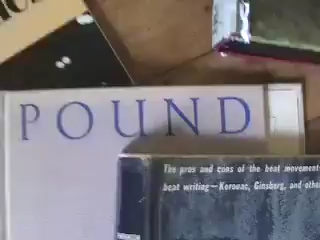 POUND
The pros and cons of the beat movement—
beat writing—Kerouac, Ginsberg, and othe